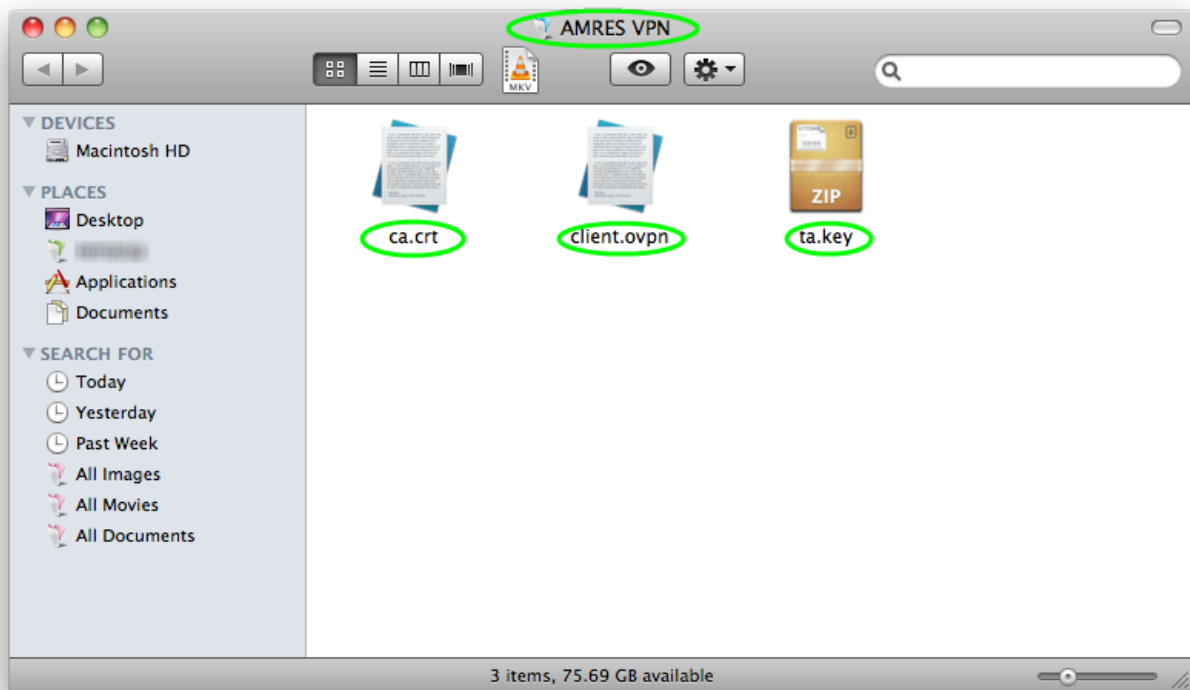 AMRES VPN
MKV
DEVICES
Macintosh HD
PLACES
Desktop
Applications
Documents
SEARCH FOR
Today
Yesterday
Past Week
All Images
All Movies
All Documents
ZIP
ca.crt
client.ovpn
ta.key
3 items, 75.69 GB available